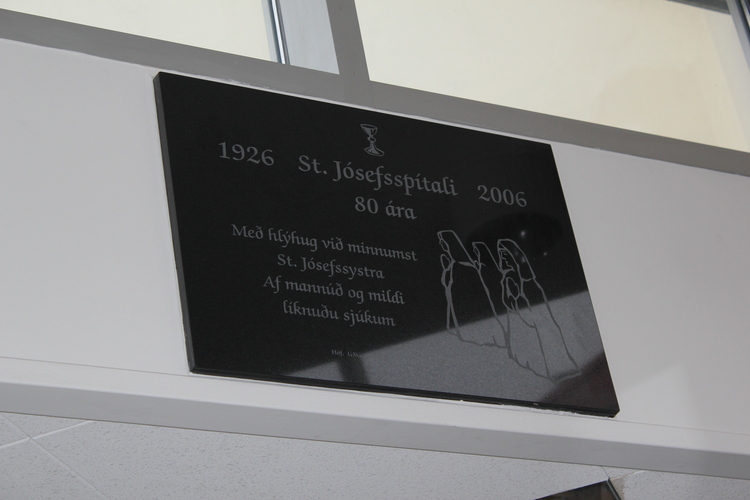 1926 St. Jósefsspítali 2006
80 ára
Með hlýhug við minnumst
St. Jósefssystra
Af mannúð og mildi
líknuðu sjúkum